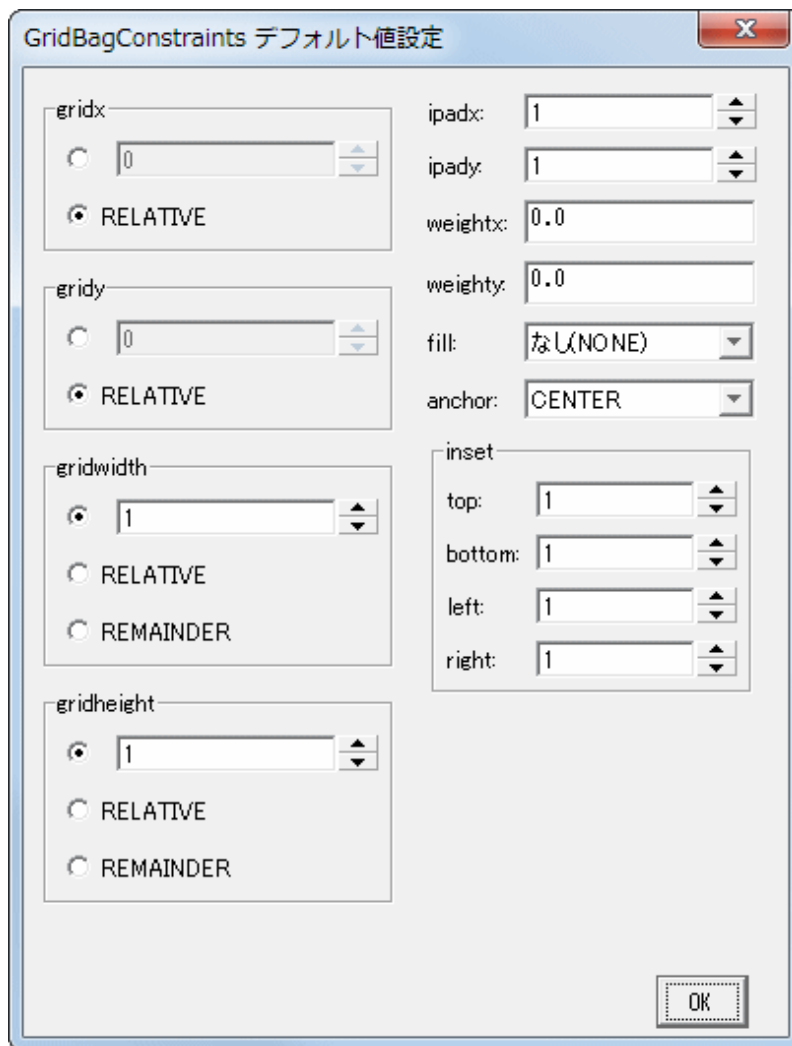 GridBagConstraints デフォルト値設定
gridx
0
RELATIVE
gridy
0
RELATIVE
gridwidth
1
RELATIVE
REMAINDER
gridheight
1
RELATIVE
REMAINDER
ipadx: 1
ipady: 1
weightx: 0.0
weighty: 0.0
fill: なし(NONE)
anchor: CENTER
inset
top: 1
bottom: 1
left: 1
right: 1
OK